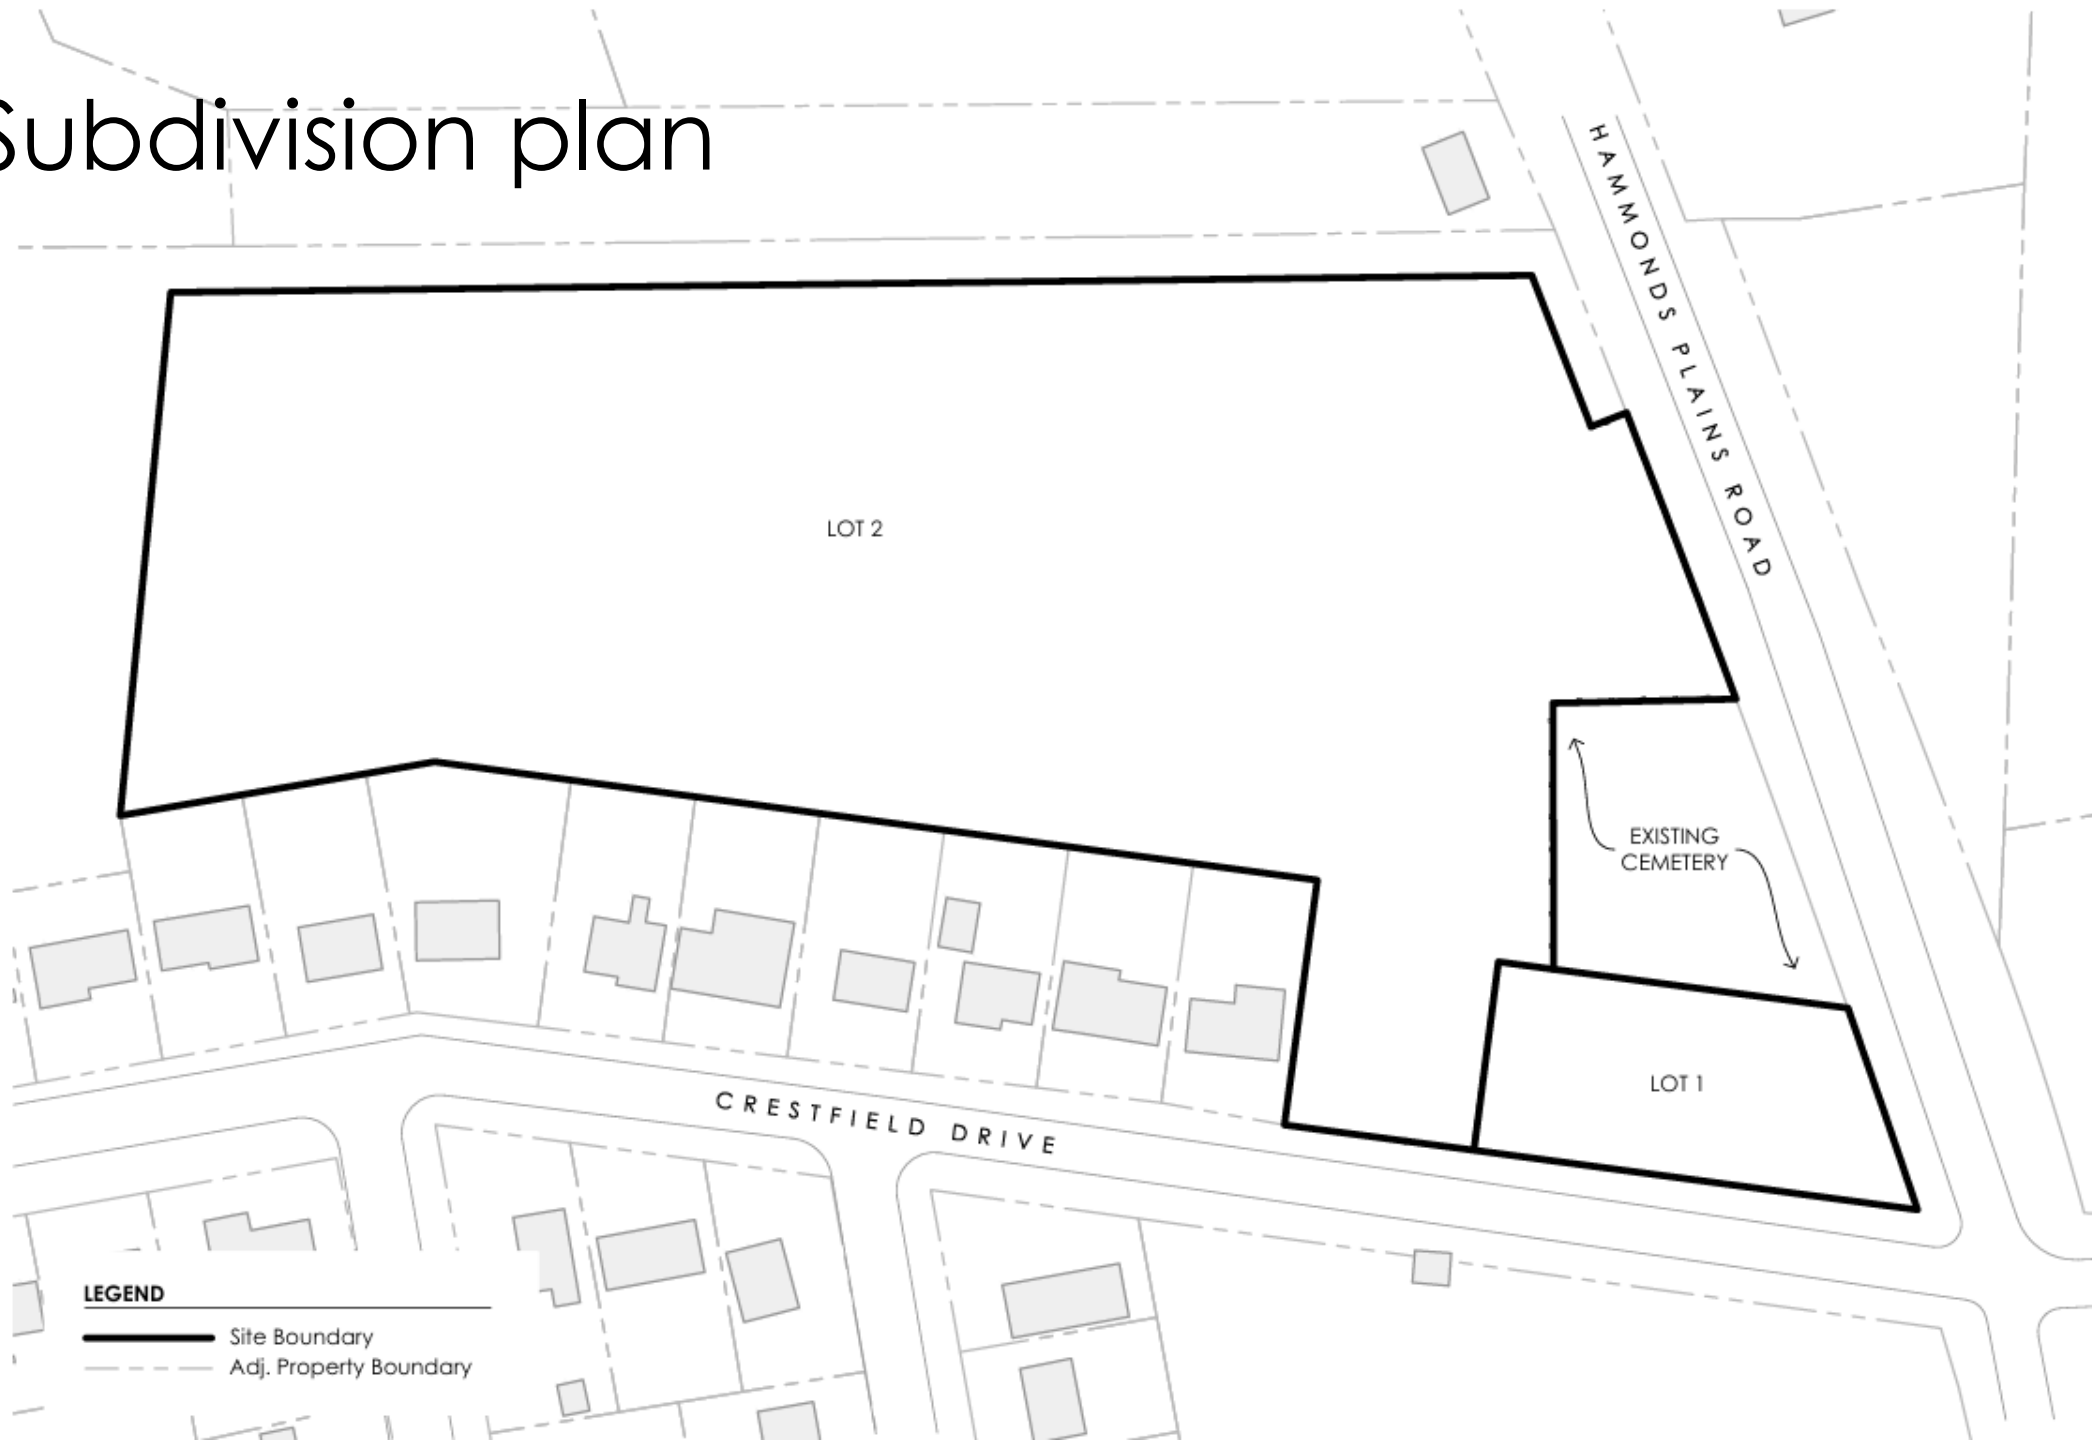 Subdivision plan
HAMMONDS PLAINS ROAD
LOT 2
EXISTING
CEMETERY
LOT 1
CRESTFIELD DRIVE
LEGEND
Site Boundary
Adj. Property Boundary